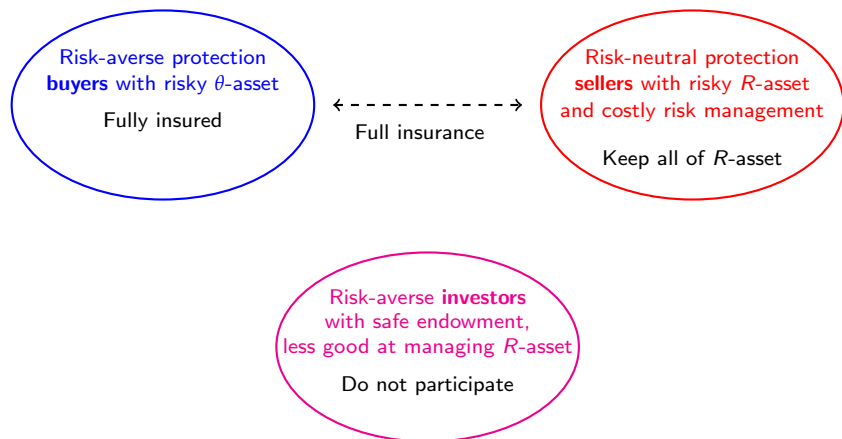 Risk-averse protection
buyers with risky θ-asset
Fully insured
Full insurance
Risk-neutral protection
sellers with risky R-asset
and costly risk management
Keep all of R-asset
Risk-averse investors
with safe endowment,
less good at managing R-asset
Do not participate